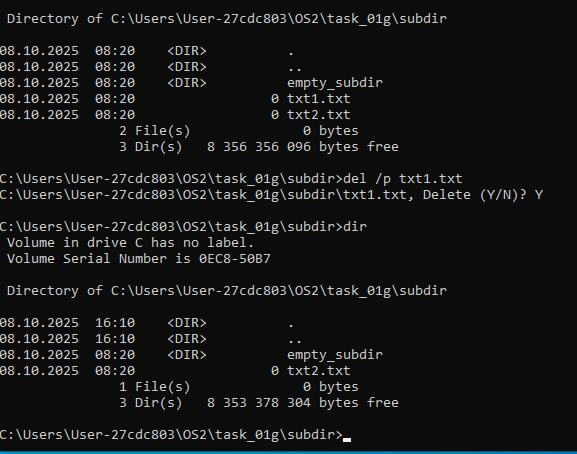 Directory of C:\Users\User-27cdc803\OS2\task_01g\subdir
08.10.2025  08:20    <DIR>          .
08.10.2025  08:20    <DIR>          ..
08.10.2025  08:20    <DIR>          empty_subdir
08.10.2025  08:20                 0 txt1.txt
08.10.2025  08:20                 0 txt2.txt
               2 File(s)              0 bytes
               3 Dir(s)   8 356 356 096 bytes free
C:\Users\User-27cdc803\OS2\task_01g\subdir>del /p txt1.txt
C:\Users\User-27cdc803\OS2\task_01g\subdir\txt1.txt, Delete (Y/N)? Y
C:\Users\User-27cdc803\OS2\task_01g\subdir>dir
 Volume in drive C has no label.
 Volume Serial Number is 0EC8-50B7
 Directory of C:\Users\User-27cdc803\OS2\task_01g\subdir
08.10.2025  16:10    <DIR>          .
08.10.2025  16:10    <DIR>          ..
08.10.2025  08:20    <DIR>          empty_subdir
08.10.2025  08:20                 0 txt2.txt
               1 File(s)              0 bytes
               3 Dir(s)   8 353 378 304 bytes free
C:\Users\User-27cdc803\OS2\task_01g\subdir>